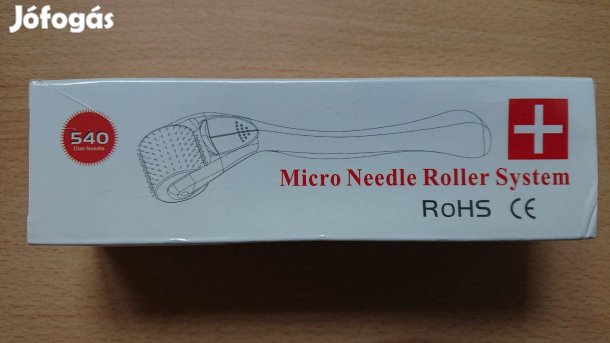 Jófogás
540
Disk Needle
Micro Needle Roller System
RoHS CE